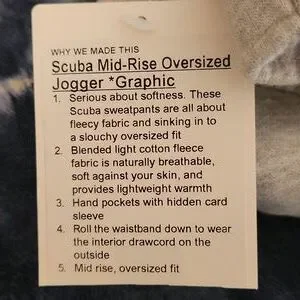 WHY WE MADE THIS
Scuba Mid-Rise Oversized
Jogger *Graphic
1. Serious about softness. These
Scuba sweatpants are all about
fleecy fabric and sinking in to
a slouchy oversized fit
2. Blended light cotton fleece
fabric is naturally breathable,
soft against your skin, and
provides lightweight warmth
3. Hand pockets with hidden card
sleeve
4. Roll the waistband down to wear
the interior drawcord on the
outside
5. Mid rise, oversized fit